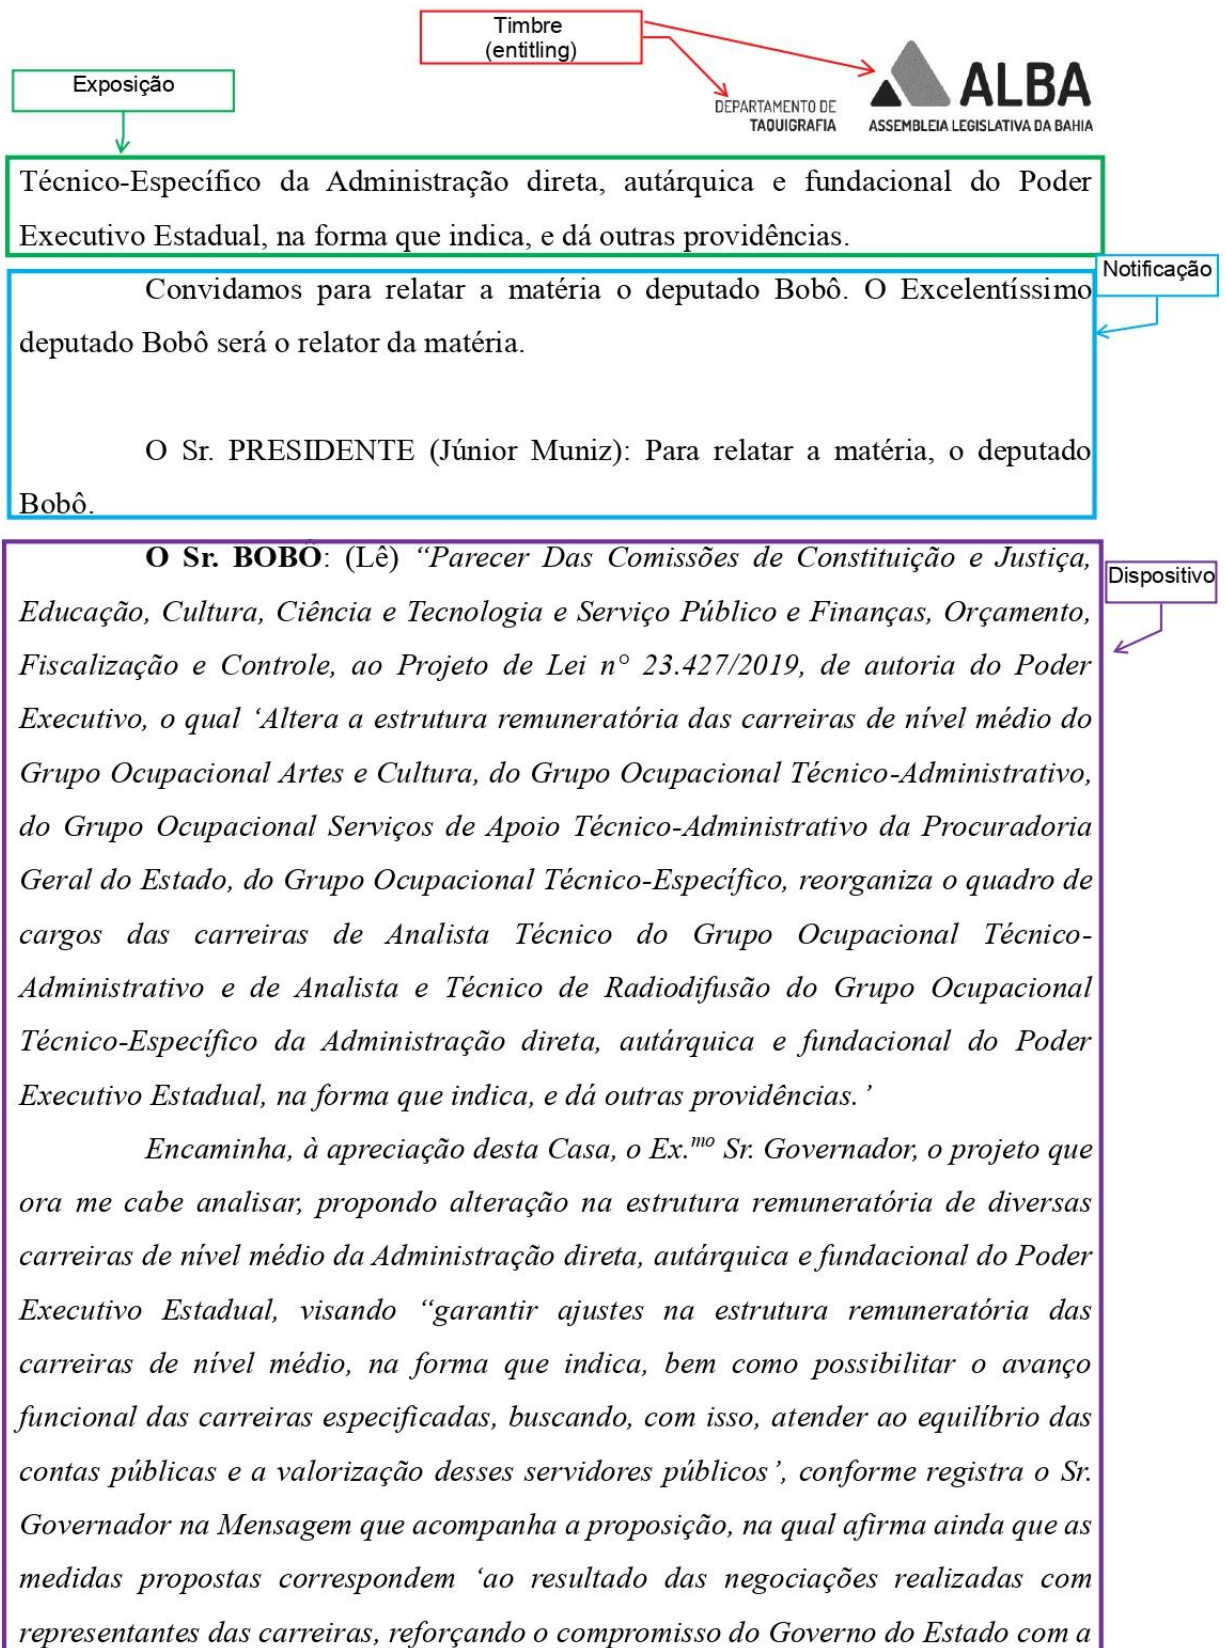 Timbre
(entitling)
Exposição
DEPARTAMENTO DE
TAQUIGRAFIA
ALBA
ASSEMBLEIA LEGISLATIVA DA BAHIA
Técnico-Específico da Administração direta, autárquica e fundacional do Poder
Executivo Estadual, na forma que indica, e dá outras providências.
Notificação
Convidamos para relatar a matéria o deputado Bobô. O Excelentíssimo
deputado Bobô será o relator da matéria.
O Sr. PRESIDENTE (Júnior Muniz): Para relatar a matéria, o deputado
Bobô.
Dispositivo
O Sr. BOBÔ: (Lê) “Parecer Das Comissões de Constituição e Justiça,
Educação, Cultura, Ciência e Tecnologia e Serviço Público e Finanças, Orçamento,
Fiscalização e Controle, ao Projeto de Lei n° 23.427/2019, de autoria do Poder
Executivo, o qual ‘Altera a estrutura remuneratória das carreiras de nível médio do
Grupo Ocupacional Artes e Cultura, do Grupo Ocupacional Técnico-Administrativo,
do Grupo Ocupacional Serviços de Apoio Técnico-Administrativo da Procuradoria
Geral do Estado, do Grupo Ocupacional Técnico-Específico, reorganiza o quadro de
cargos das carreiras de Analista Técnico do Grupo Ocupacional Técnico-
Administrativo e de Analista e Técnico de Radiodifusão do Grupo Ocupacional
Técnico-Específico da Administração direta, autárquica e fundacional do Poder
Executivo Estadual, na forma que indica, e dá outras providências.’
Encaminha, à apreciação desta Casa, o Ex.mo Sr. Governador, o projeto que
ora me cabe analisar, propondo alteração na estrutura remuneratória de diversas
carreiras de nível médio da Administração direta, autárquica e fundacional do Poder
Executivo Estadual, visando “garantir ajustes na estrutura remuneratória das
carreiras de nível médio, na forma que indica, bem como possibilitar o avanço
funcional das carreiras especificadas, buscando, com isso, atender ao equilíbrio das
contas públicas e a valorização desses servidores públicos’, conforme registra o Sr.
Governador na Mensagem que acompanha a proposição, na qual afirma ainda que as
medidas propostas correspondem ‘ao resultado das negociações realizadas com
representantes das carreiras, reforçando o compromisso do Governo do Estado com a